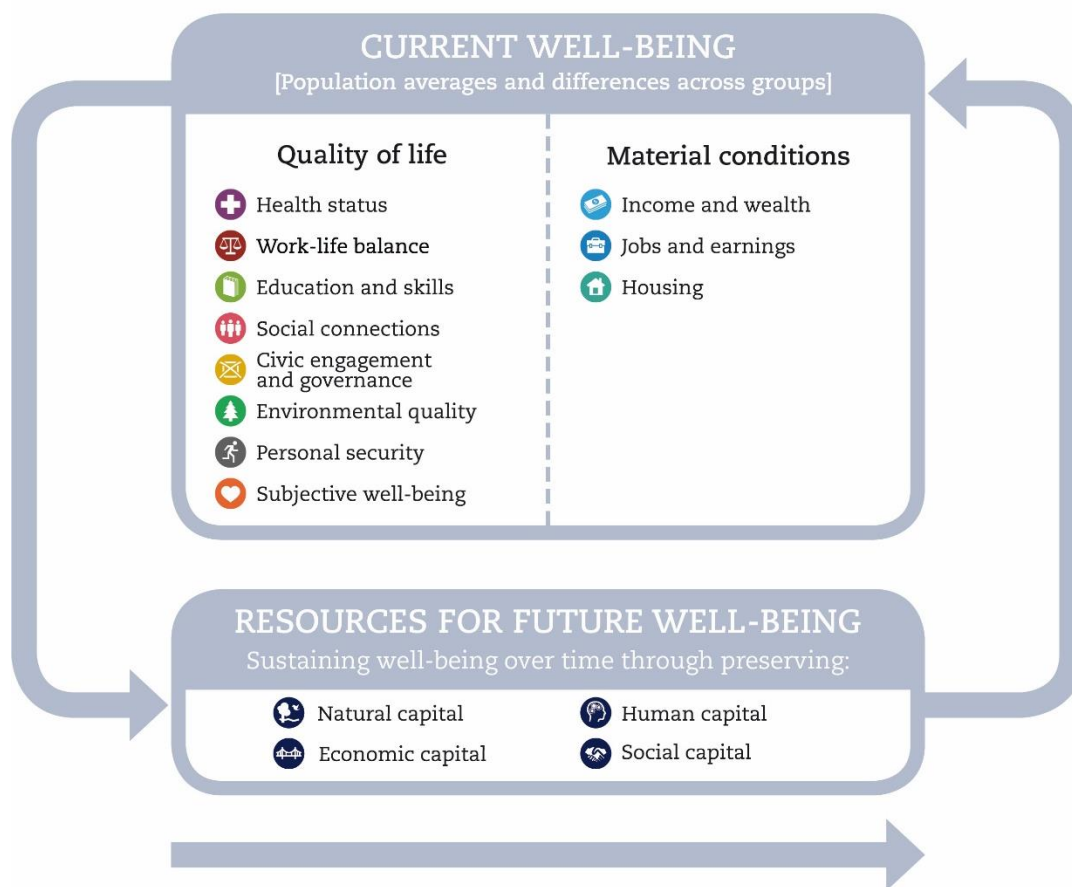 CURRENT WELL-BEING
[Population averages and differences across groups]
Quality of life
Health status
Work-life balance
Education and skills
Social connections
Civic engagement
and governance
Environmental quality
Personal security
Subjective well-being
Material conditions
Income and wealth
Jobs and earnings
Housing
RESOURCES FOR FUTURE WELL-BEING
Sustaining well-being over time through preserving:
Natural capital
Economic capital
Human capital
Social capital